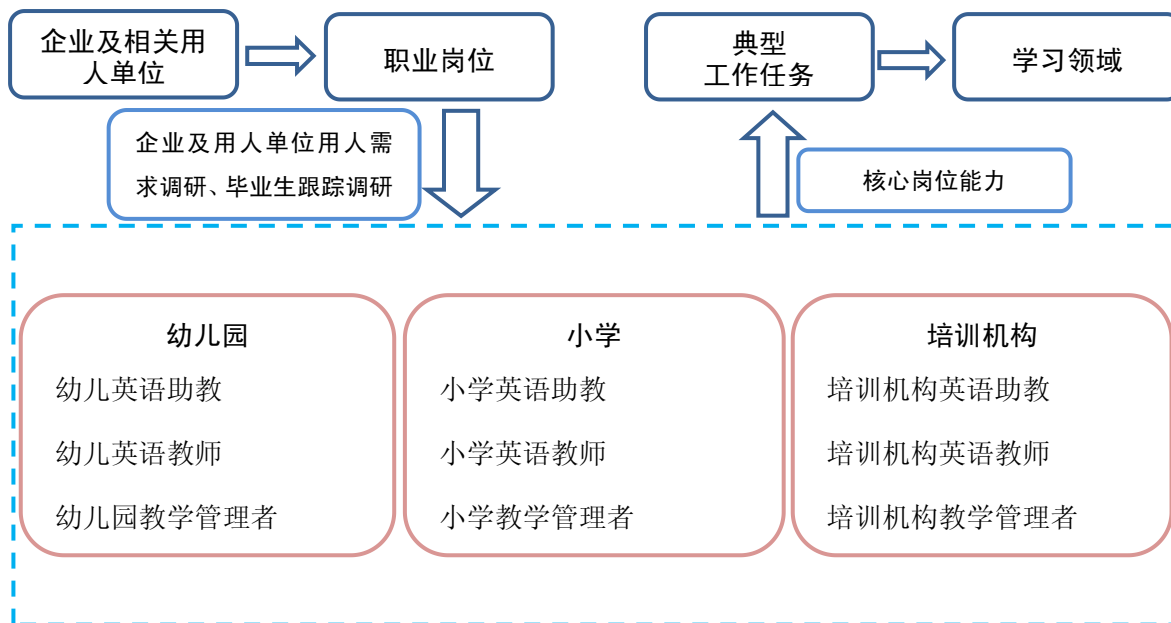 企业及相关用
人单位
职业岗位
典型
工作任务
学习领域
企业及用人单位用人需
求调研、毕业生跟踪调研
核心岗位能力
幼儿园
幼儿英语助教
幼儿英语教师
幼儿园教学管理者
小学
小学英语助教
小学英语教师
小学教学管理者
培训机构
培训机构英语助教
培训机构英语教师
培训机构教学管理者